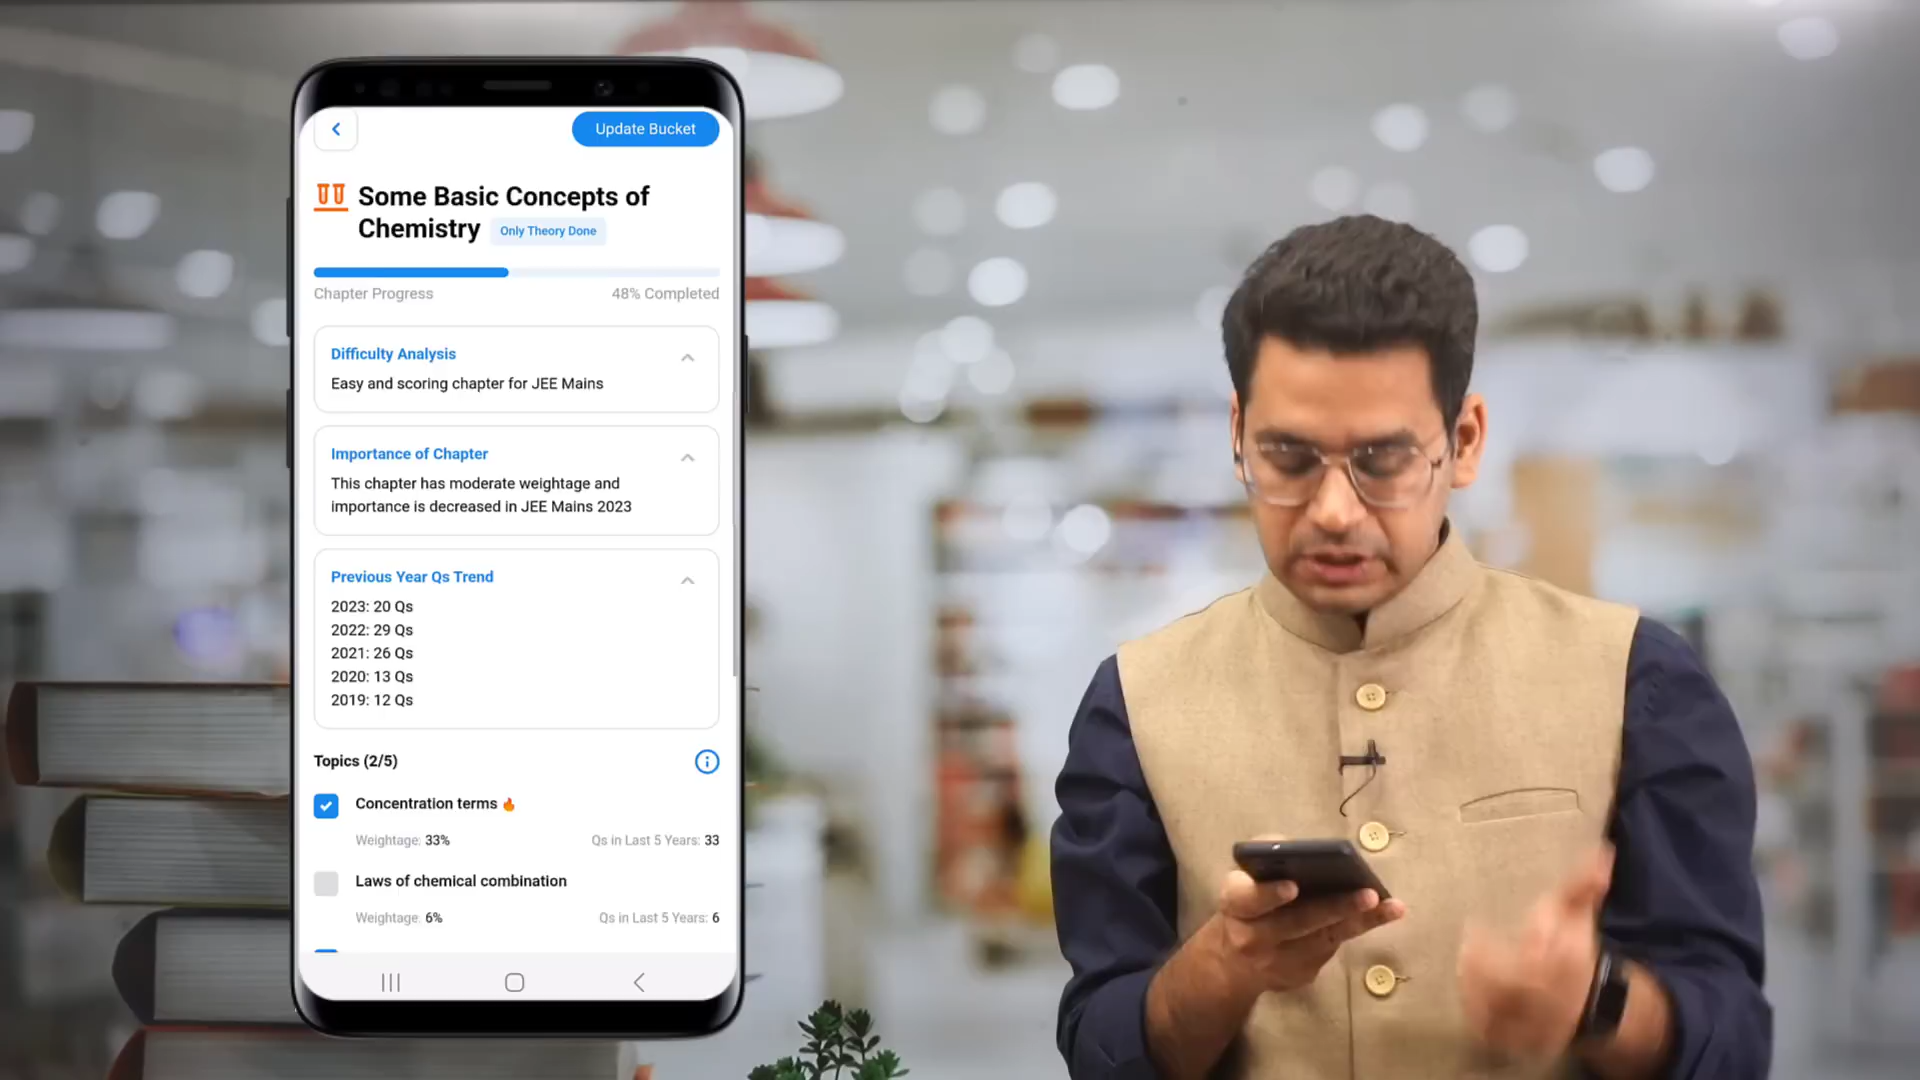 Update Bucket
Some Basic Concepts of
Chemistry Only Theory Done
Chapter Progress 48% Completed
Difficulty Analysis
Easy and scoring chapter for JEE Mains
Importance of Chapter
This chapter has moderate weightage and
importance is decreased in JEE Mains 2023
Previous Year Qs Trend
2023: 20 Qs
2022: 29 Qs
2021: 26 Qs
2020: 13 Qs
2019: 12 Qs
Topics (2/5)
Concentration terms 🔥
Weightage: 33% Qs in Last 5 Years: 33
Laws of chemical combination
Weightage: 6% Qs in Last 5 Years: 6